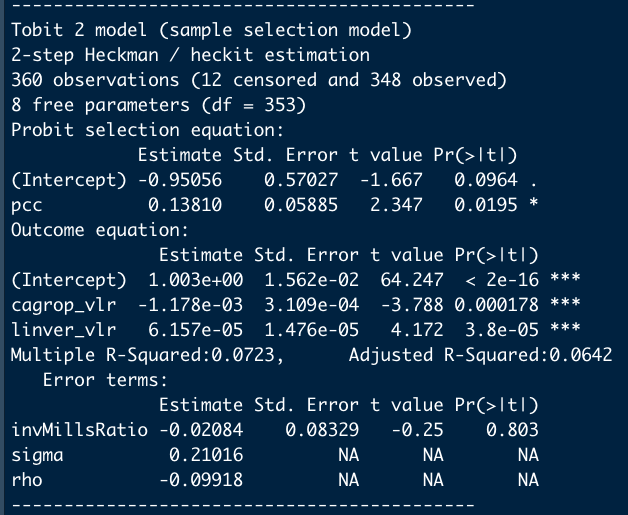 --------------------------------------------
Tobit 2 model (sample selection model)
2-step Heckman / heckit estimation
360 observations (12 censored and 348 observed)
8 free parameters (df = 353)
Probit selection equation:
            Estimate Std. Error t value Pr(>|t|)
(Intercept) -0.95056    0.57027  -1.667   0.0964 .
pcc          0.13810    0.05885   2.347   0.0195 *
Outcome equation:
              Estimate Std. Error t value Pr(>|t|)
(Intercept)  1.003e+00  1.562e-02  64.247  < 2e-16 ***
cagrop_vlr  -1.178e-03  3.109e-04  -3.788 0.000178 ***
linver_vlr   6.157e-05  1.476e-05   4.172  3.8e-05 ***
Multiple R-Squared:0.0723,      Adjusted R-Squared:0.0642
   Error terms:
              Estimate Std. Error t value Pr(>|t|)
invMillsRatio -0.02084    0.08329   -0.25    0.803
sigma          0.21016         NA      NA       NA
rho           -0.09918         NA      NA       NA
--------------------------------------------